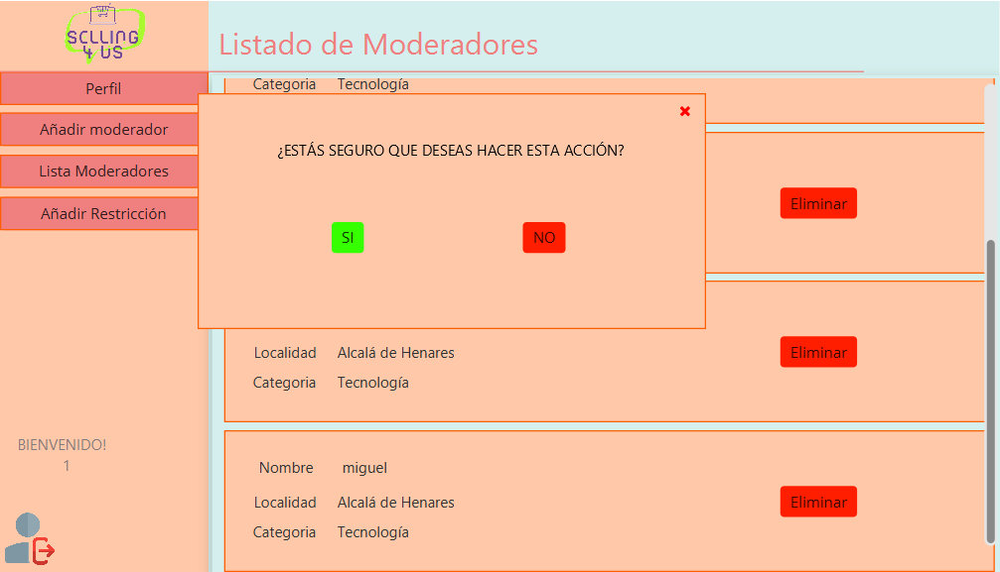 SCLLING
4 US
Listado de Moderadores
Perfil
Añadir moderador
Lista Moderadores
Añadir Restricción
BIENVENIDO!
1
Categoria Tecnología
¿ESTÁS SEGURO QUE DESEAS HACER ESTA ACCIÓN?
SI NO
Eliminar
Localidad Alcalá de Henares
Categoria Tecnología
Eliminar
Nombre miguel
Localidad Alcalá de Henares
Categoria Tecnología
Eliminar